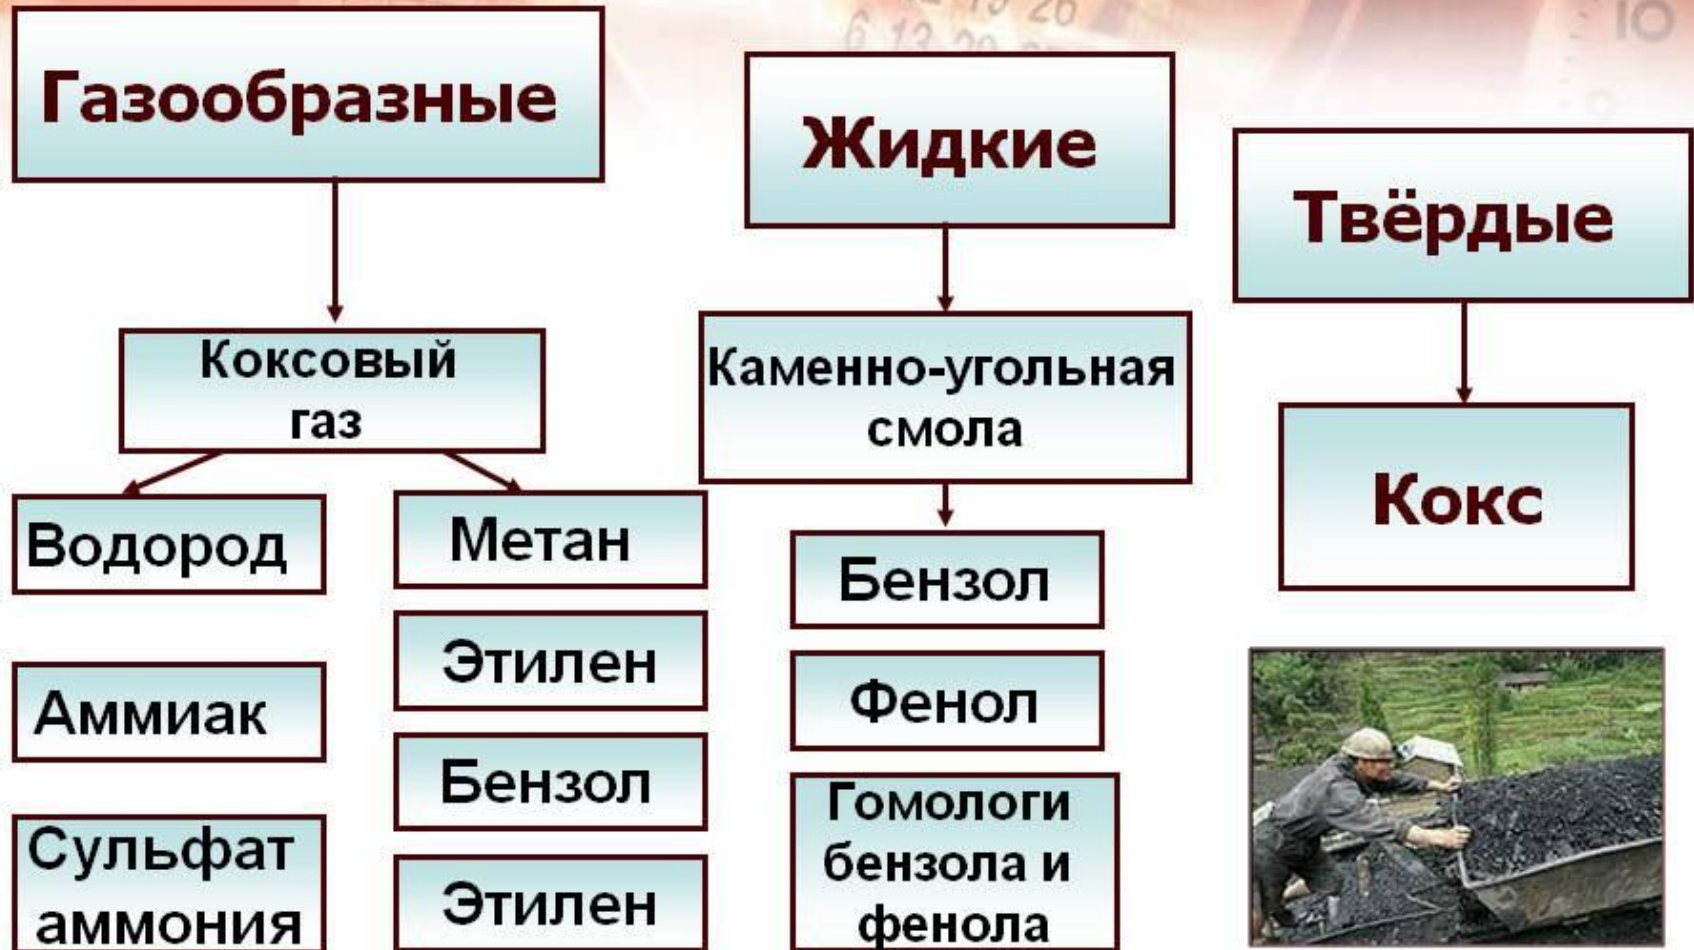 Газообразные
Жидкие
Твёрдые
Коксовый
газ
Каменно-угольная
смола
Кокс
Водород
Метан
Бензол
Этилен
Фенол
Аммиак
Бензол
Гомологи
бензола и
фенола
Сульфат
аммония
Этилен